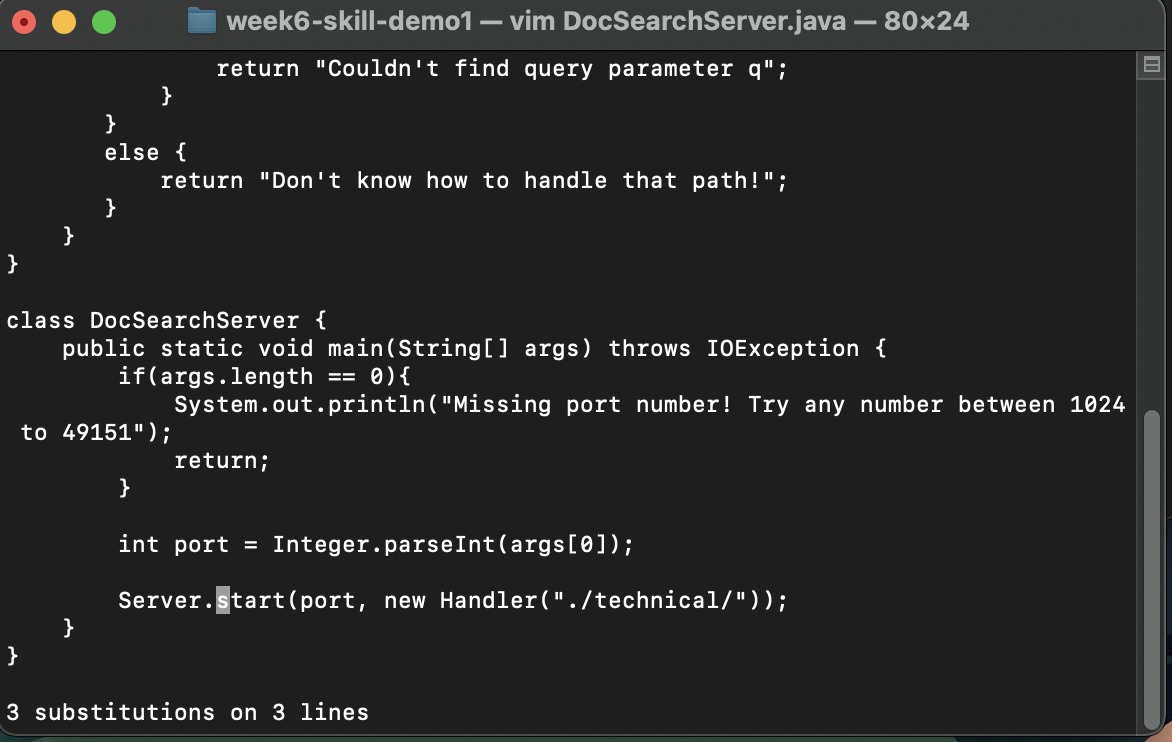 week6-skill-demo1 — vim DocSearchServer.java — 80×24
                return "Couldn't find query parameter q";
            }
        }
        else {
            return "Don't know how to handle that path!";
        }
    }
}

class DocSearchServer {
    public static void main(String[] args) throws IOException {
        if(args.length == 0){
            System.out.println("Missing port number! Try any number between 1024
 to 49151");
            return;
        }

        int port = Integer.parseInt(args[0]);

        Server.start(port, new Handler("./technical/"));
    }
}

3 substitutions on 3 lines